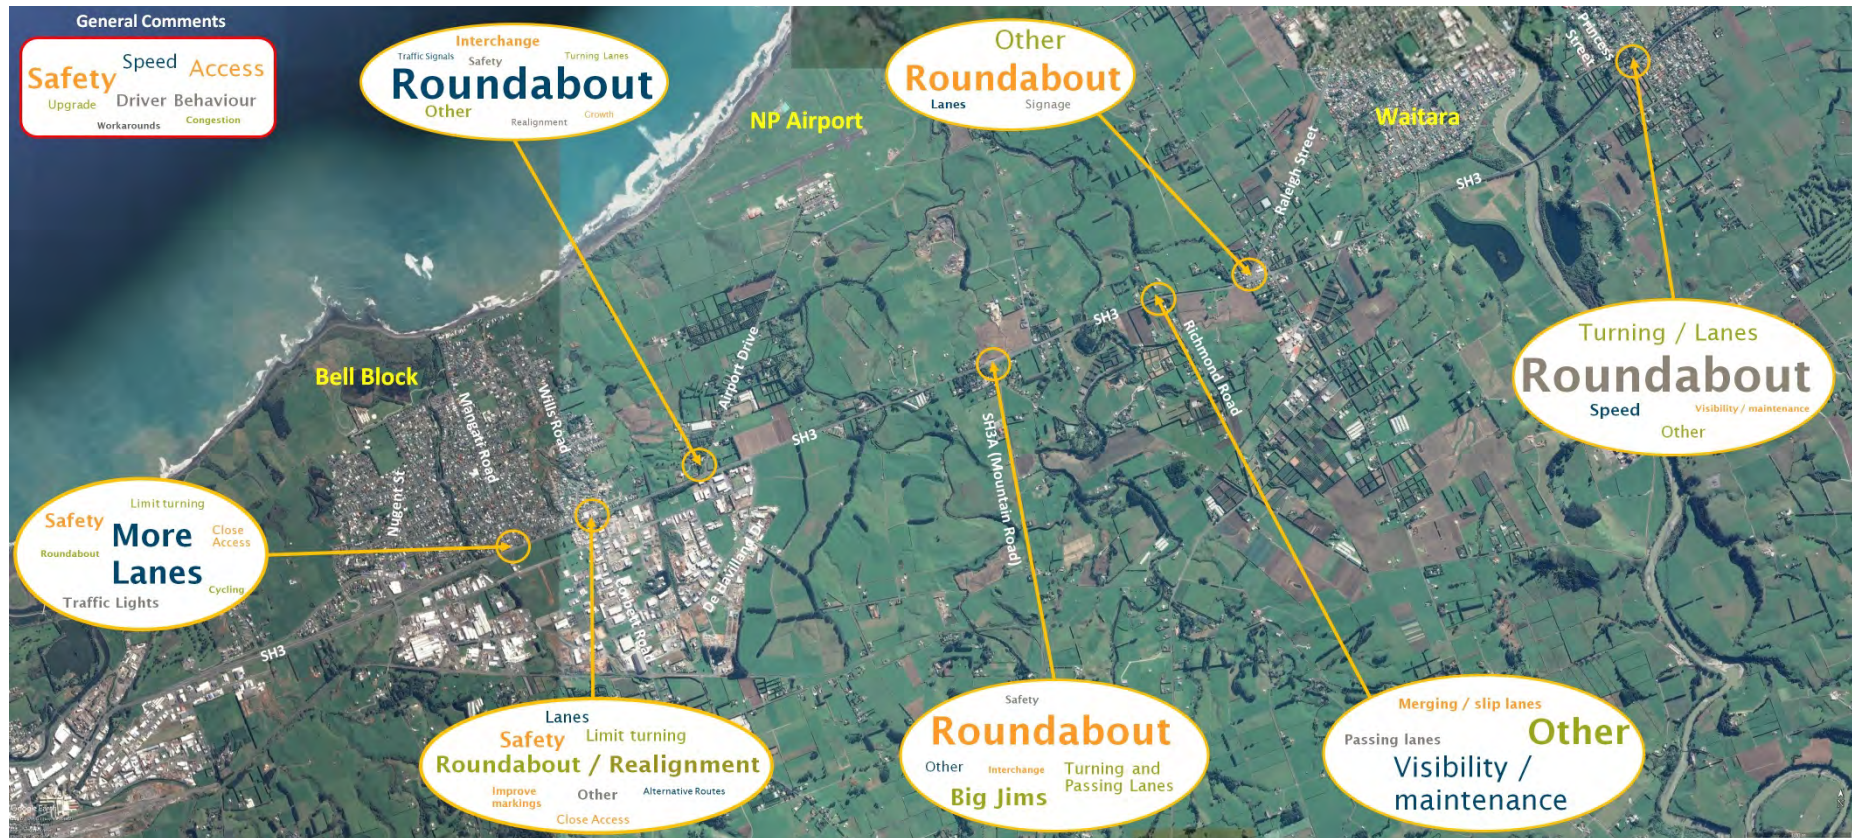 General Comments
Safety
Speed
Access
Upgrade
Driver Behaviour
Workarounds
Congestion
Interchange
Traffic Signals
Safety
Turning Lanes
Roundabout
Other
Realignment
Growth
Other
Roundabout
Lanes
Signage
NP Airport
Waitara
Princess
Street
Raleigh Street
SH3
Turning / Lanes
Roundabout
Speed
Visibility / maintenance
Other
Bell Block
Nugent St
Mangati Road
Wills Road
Airport Drive
SH3
SH3
SH3A (Mountain Road)
Richmond Road
Limit turning
Safety
More
Lanes
Close
Access
Roundabout
Cycling
Traffic Lights
SH3
Corbett Road
De Havilland Dr
Lanes
Safety
Limit turning
Roundabout / Realignment
Improve
markings
Other
Alternative Routes
Close Access
Safety
Roundabout
Other
Interchange
Turning and
Passing Lanes
Big Jims
Merging / slip lanes
Other
Passing lanes
Visibility /
maintenance